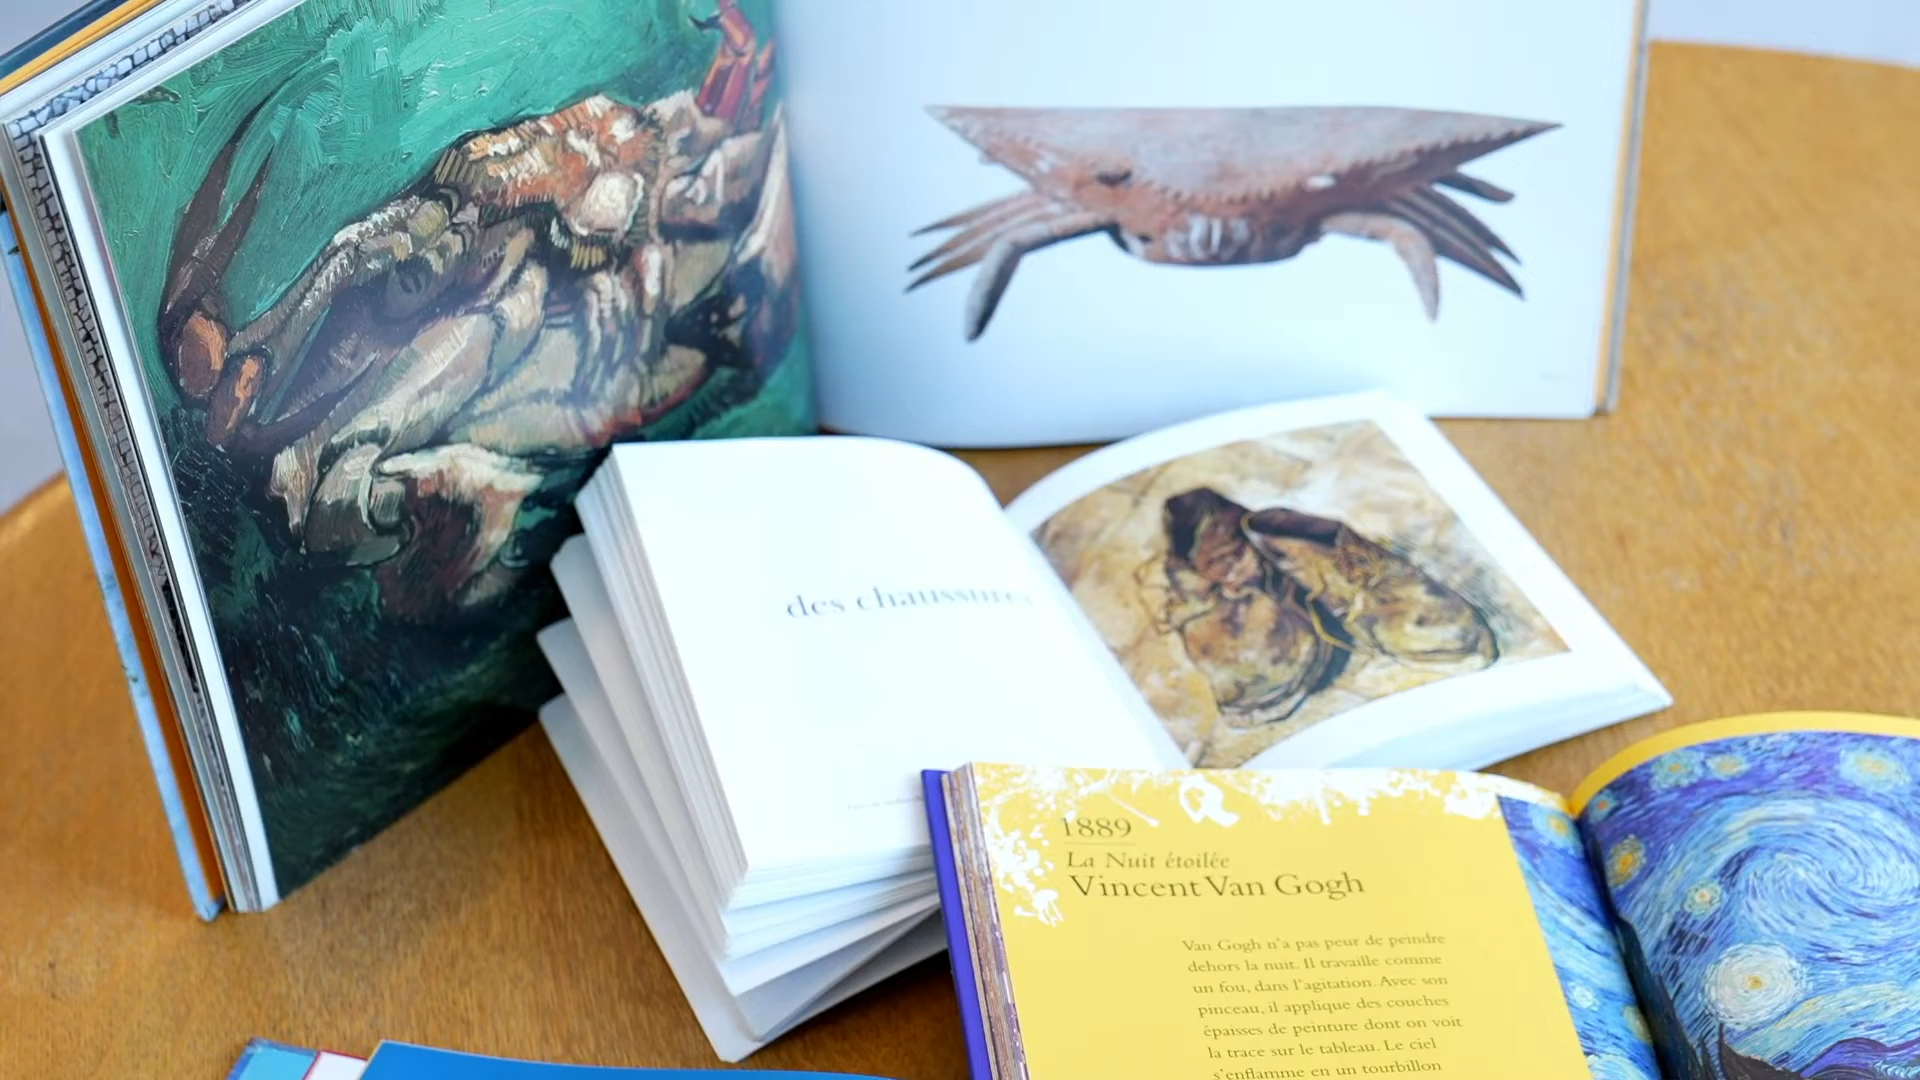 des chaussures
1889
La Nuit étoilée
Vincent Van Gogh
Van Gogh n'a pas peur de peindre
dehors la nuit. Il travaille comme
un fou, dans l'agitation. Avec son
pinceau, il applique des couches
épaisses de peinture dont on voit
la trace sur le tableau. Le ciel
s'enflamme en un tourbillon